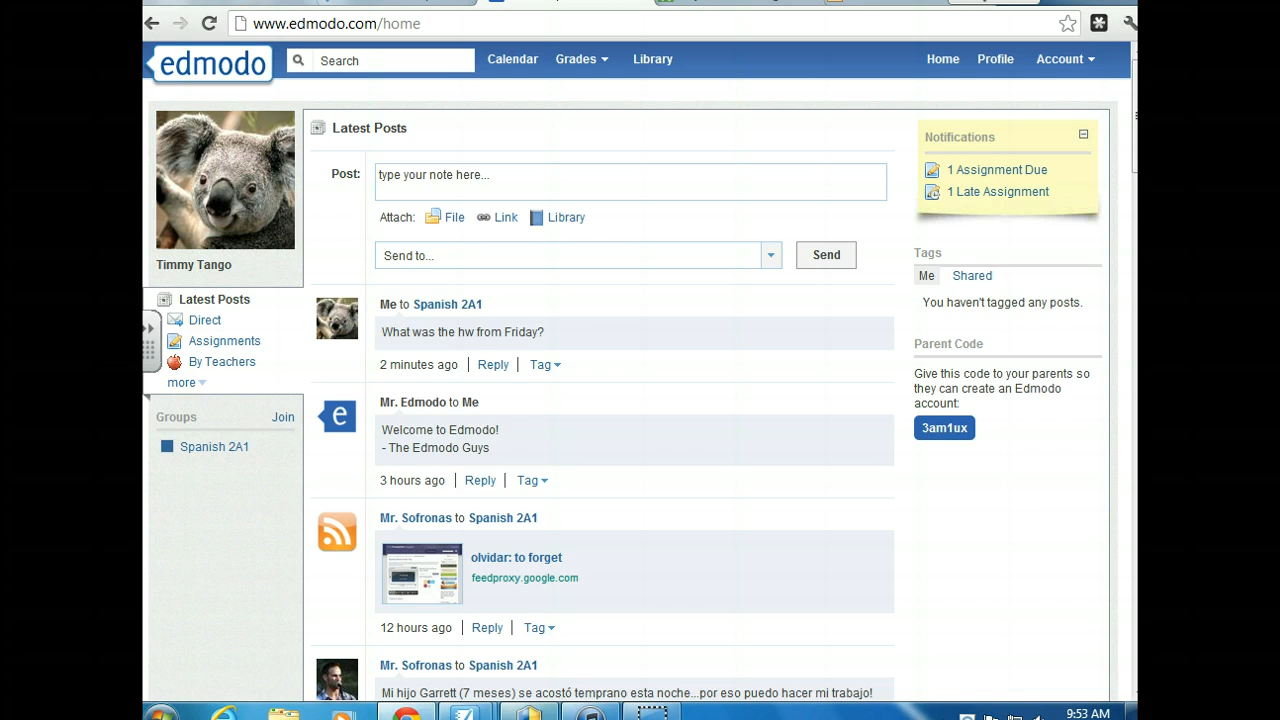 www.edmodo.com/home
edmodo
Search
Calendar
Grades
Library
Home
Profile
Account
Timmy Tango
Latest Posts
Direct
Assignments
By Teachers
more
Groups
Join
Spanish 2A1
Latest Posts
Post:
type your note here...
Attach:
File
Link
Library
Send to...
Send
Me to Spanish 2A1
What was the hw from Friday?
2 minutes ago
Reply
Tag
e
Mr. Edmodo to Me
Welcome to Edmodo!
- The Edmodo Guys
3 hours ago
Reply
Tag
Mr. Sofronas to Spanish 2A1
olvidar: to forget
feedproxy.google.com
12 hours ago
Reply
Tag
Mr. Sofronas to Spanish 2A1
Mi hijo Garrett (7 meses) se acostó temprano esta noche...por eso puedo hacer mi trabajo!
Notifications
1 Assignment Due
1 Late Assignment
Tags
Me
Shared
You haven't tagged any posts.
Parent Code
Give this code to your parents so
they can create an Edmodo
account:
3am1ux
9:53 AM